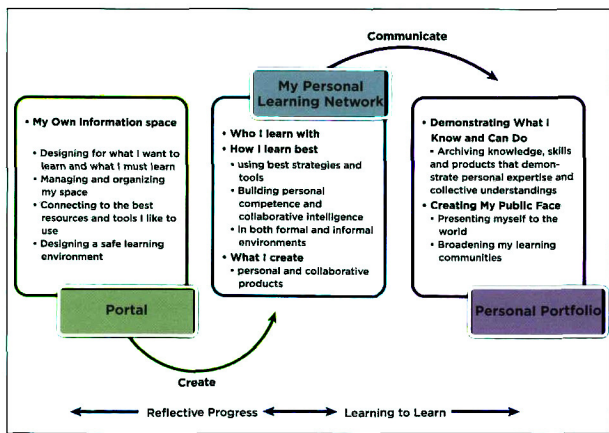 Communicate
My Personal
Learning Network
• My Own Information space
• Designing for what I want to
learn and what I must learn
• Managing and organizing
my space
• Connecting to the best
resources and tools I like to
use
• Designing a safe learning
environment
Portal
• Who I learn with
• How I learn best
• using best strategies and
tools
• Building personal
competence and
collaborative intelligence
• In both formal and informal
environments
• What I create
• personal and collaborative
products
• Demonstrating What I
Know and Can Do
• Archiving knowledge, skills
and products that demon-
strate personal expertise and
collective understandings
• Creating My Public Face
• Presenting myself to the
world
• Broadening my learning
communities
Personal Portfolio
Create
Reflective Progress
Learning to Learn